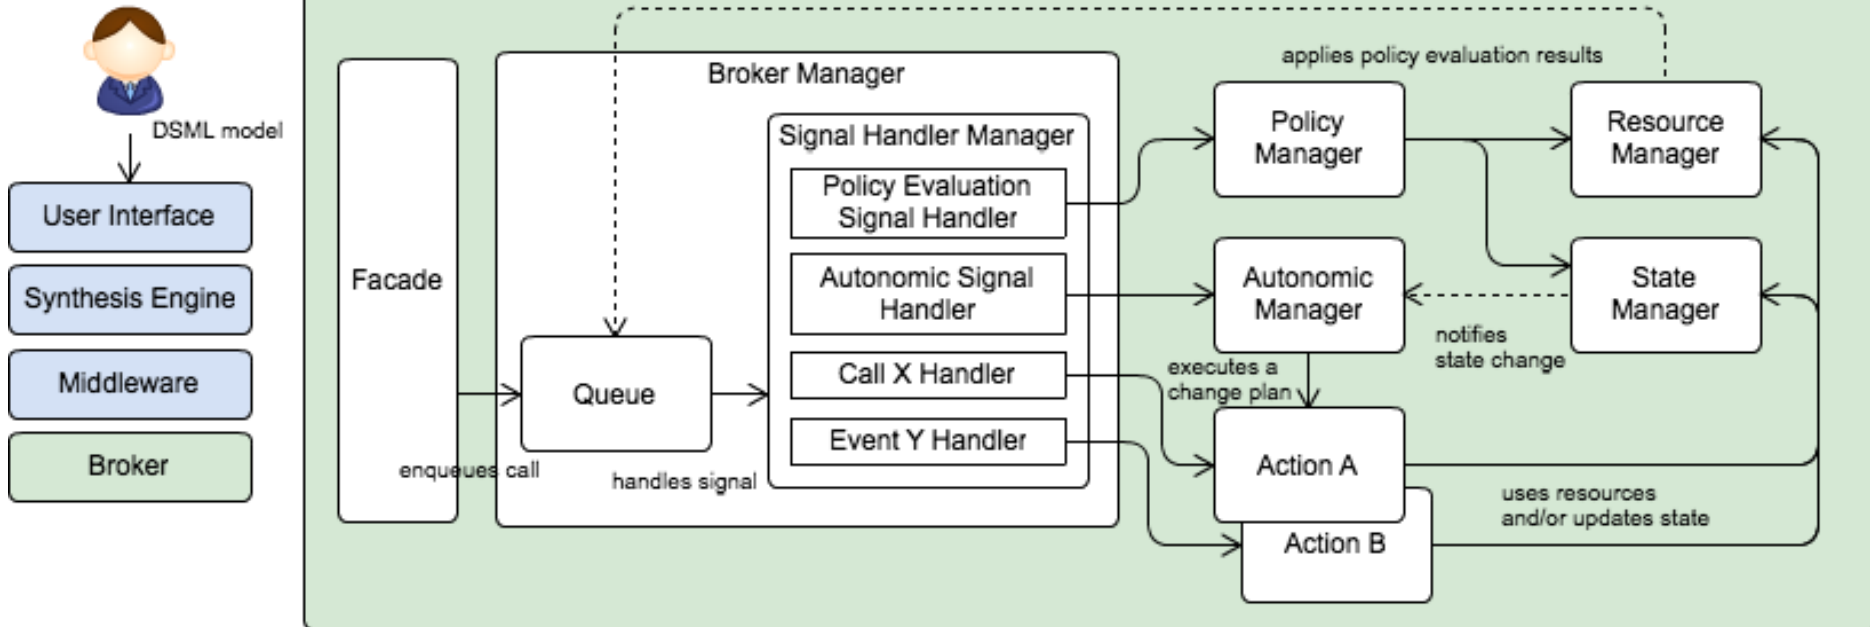 DSML model
User Interface
Synthesis Engine
Middleware
Broker
Facade
enqueues call
Broker Manager
Queue
handles signal
Signal Handler Manager
Policy Evaluation
Signal Handler
Autonomic Signal
Handler
Call X Handler
Event Y Handler
applies policy evaluation results
Policy
Manager
Resource
Manager
Autonomic
Manager
State
Manager
notifies
state change
executes a
change plan
Action A
Action B
uses resources
and/or updates state